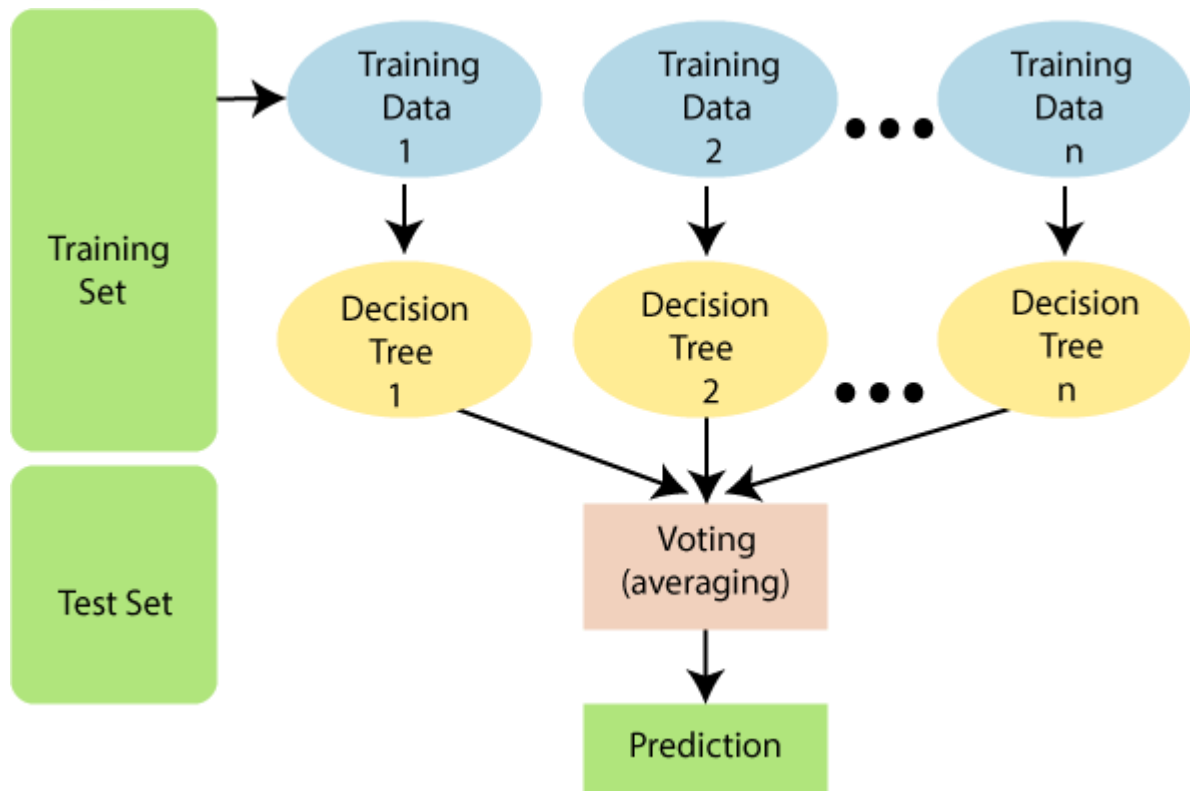 Training
Set
Test Set
Training
Data
1
Training
Data
2
Training
Data
n
Decision
Tree
1
Decision
Tree
2
Decision
Tree
n
Voting
(averaging)
Prediction